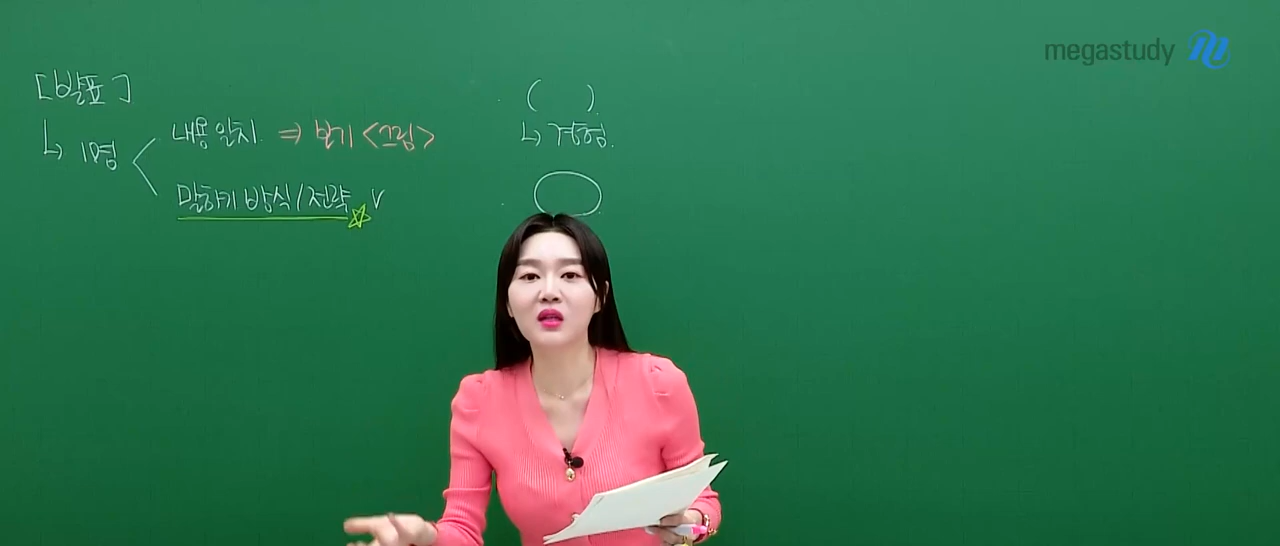 megastudy
[발표]
↳ 1명
내용 일치. ⇒ 보기 <그림>
말하기 방식/전략 ☆ v
( )
↳ 경험.